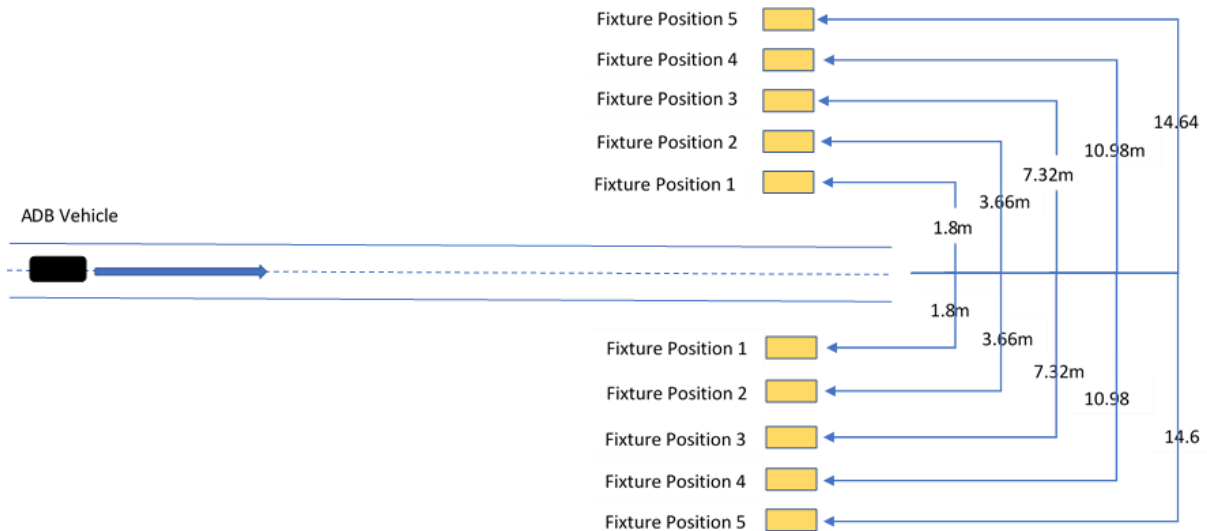 Fixture Position 5
Fixture Position 4
Fixture Position 3
14.64
Fixture Position 2
10.98m
7.32m
Fixture Position 1
3.66m
ADB Vehicle
1.8m
1.8m
3.66m
Fixture Position 1
7.32m
Fixture Position 2
10.98
Fixture Position 3
14.6
Fixture Position 4
Fixture Position 5